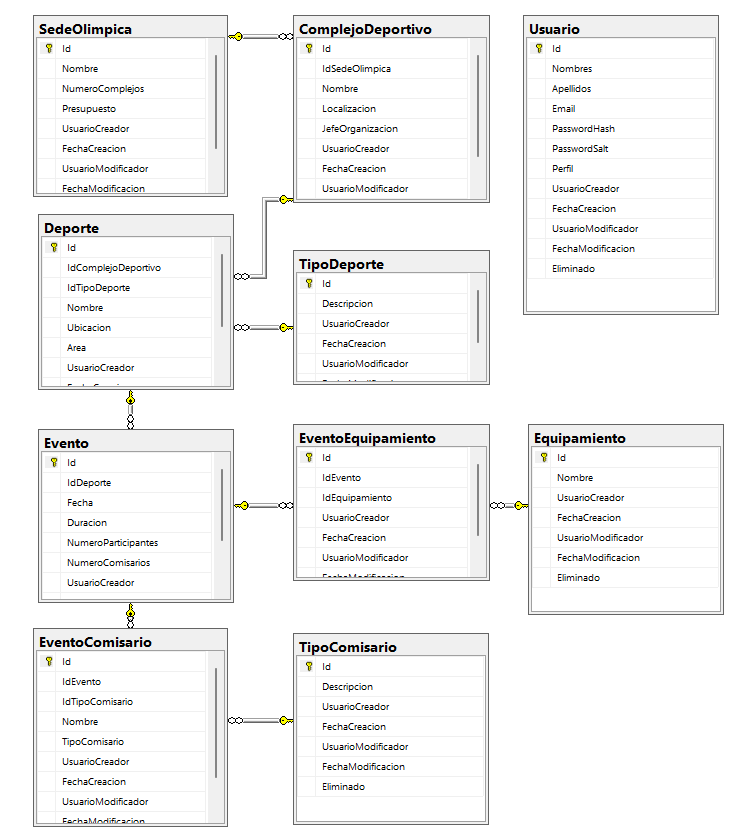 SedeOlimpica
Id
Nombre
NumeroComplejos
Presupuesto
UsuarioCreador
FechaCreacion
UsuarioModificador
FechaModificacion
ComplejoDeportivo
Id
IdSedeOlimpica
Nombre
Localizacion
JefeOrganizacion
UsuarioCreador
FechaCreacion
UsuarioModificador
Usuario
Id
Nombres
Apellidos
Email
PasswordHash
PasswordSalt
Perfil
UsuarioCreador
FechaCreacion
UsuarioModificador
FechaModificacion
Eliminado
Deporte
Id
IdComplejoDeportivo
IdTipoDeporte
Nombre
Ubicacion
Area
UsuarioCreador
TipoDeporte
Id
Descripcion
UsuarioCreador
FechaCreacion
UsuarioModificador
Evento
Id
IdDeporte
Fecha
Duracion
NumeroParticipantes
NumeroComisarios
UsuarioCreador
EventoEquipamiento
Id
IdEvento
IdEquipamiento
UsuarioCreador
FechaCreacion
UsuarioModificador
FechaModificacion
Equipamiento
Id
Nombre
UsuarioCreador
FechaCreacion
UsuarioModificador
FechaModificacion
Eliminado
EventoComisario
Id
IdEvento
IdTipoComisario
Nombre
TipoComisario
UsuarioCreador
FechaCreacion
UsuarioModificador
FechaModificacion
TipoComisario
Id
Descripcion
UsuarioCreador
FechaCreacion
UsuarioModificador
FechaModificacion
Eliminado